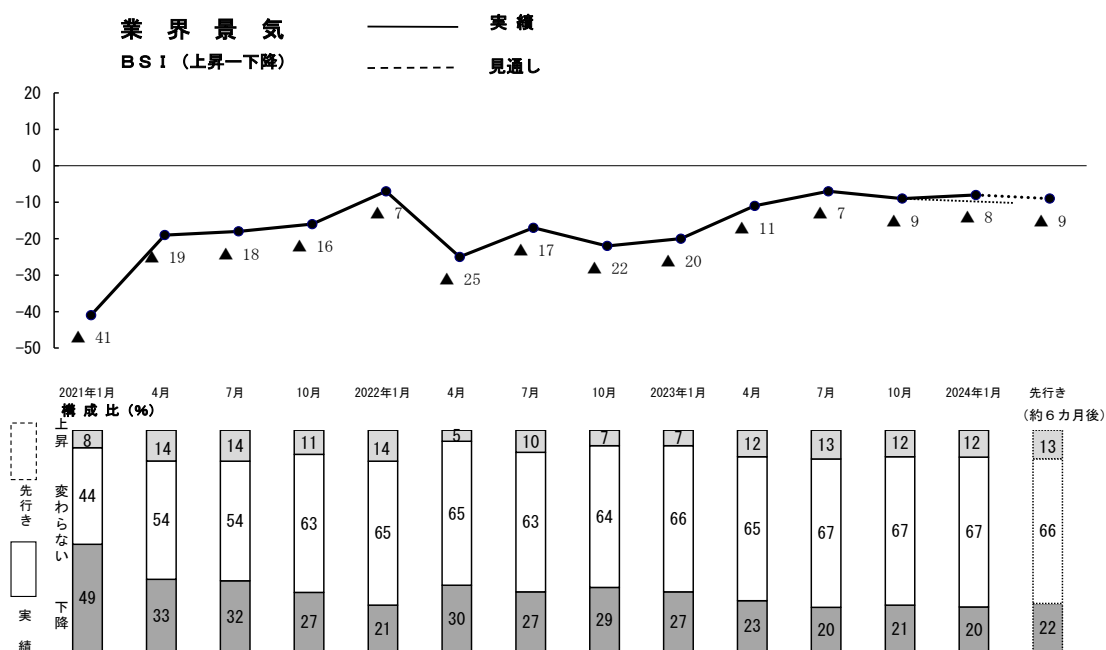 業 界 景 気
実 績
ＢＳＩ（上昇－下降）
見通し
20
10
0
-10
-20
-30
-40
-50
▲ 41
▲ 19
▲ 18
▲ 16
▲ 7
▲ 25
▲ 17
▲ 22
▲ 20
▲ 11
▲ 7
▲ 9
▲ 8
▲ 9
2021年1月 4月 7月 10月 2022年1月 4月 7月 10月 2023年1月 4月 7月 10月 2024年1月 先行き
（約６カ月後）
構 成 比（%）
上昇 8 14 14 11 14 5 10 7 7 12 13 12 12 13
変わらない 44 54 54 63 65 65 63 64 66 65 67 67 67 66
下降 49 33 32 27 21 30 27 29 27 23 20 21 20 22
先行き
実 績